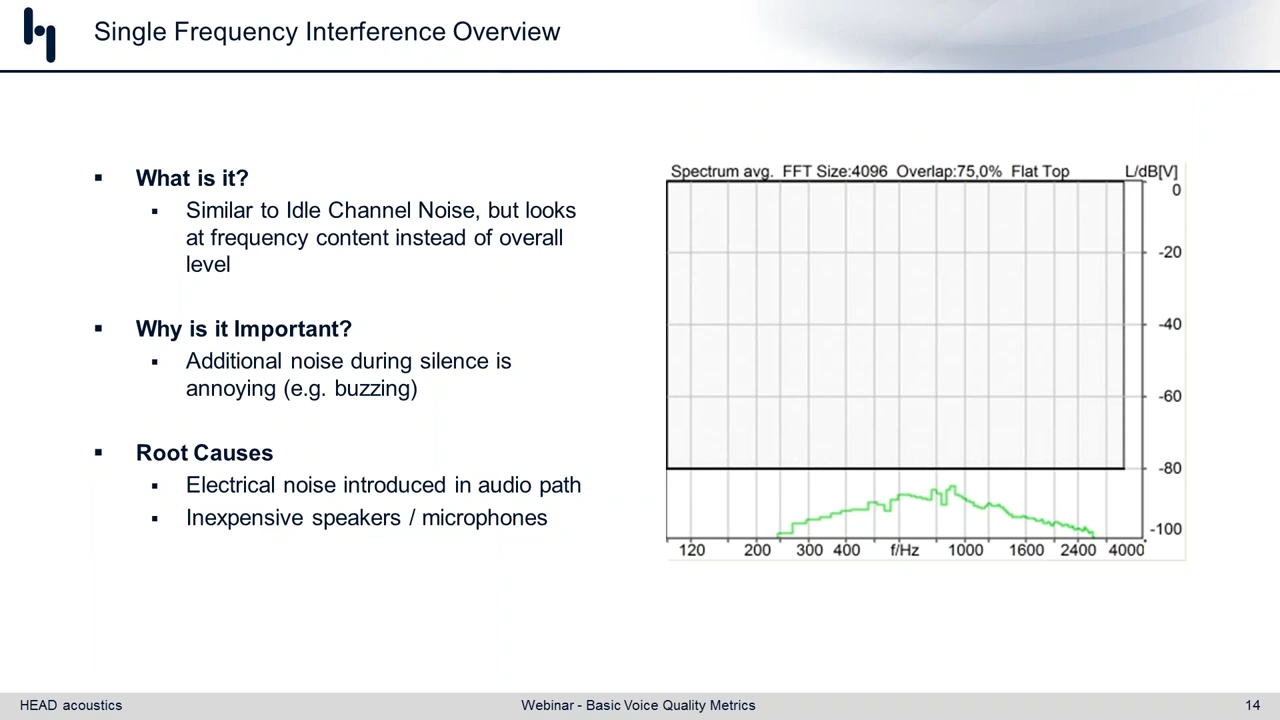 Single Frequency Interference Overview
▪ What is it?
▪ Similar to Idle Channel Noise, but looks
at frequency content instead of overall
level
▪ Why is it Important?
▪ Additional noise during silence is
annoying (e.g. buzzing)
▪ Root Causes
▪ Electrical noise introduced in audio path
▪ Inexpensive speakers / microphones
Spectrum avg. FFT Size:4096 Overlap:75,0% Flat Top L/dB[V]
0
-20
-40
-60
-80
-100
120 200 300 400 f/Hz 1000 1600 2400 4000
HEAD acoustics Webinar - Basic Voice Quality Metrics 14